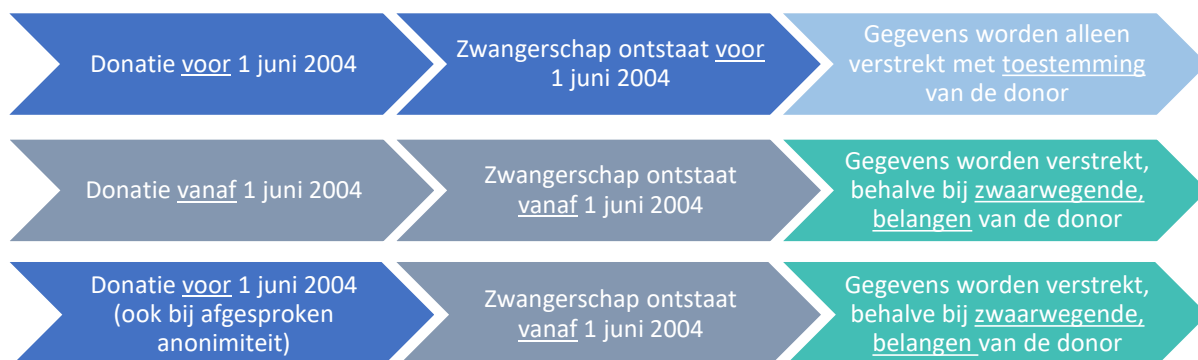 Donatie voor 1 juni 2004
Zwangerschap ontstaat voor
1 juni 2004
Gegevens worden alleen
verstrekt met toestemming
van de donor
Donatie vanaf 1 juni 2004
Zwangerschap ontstaat
vanaf 1 juni 2004
Gegevens worden verstrekt,
behalve bij zwaarwegende,
belangen van de donor
Donatie voor 1 juni 2004
(ook bij afgesproken
anonimiteit)
Zwangerschap ontstaat
vanaf 1 juni 2004
Gegevens worden verstrekt,
behalve bij zwaarwegende,
belangen van de donor